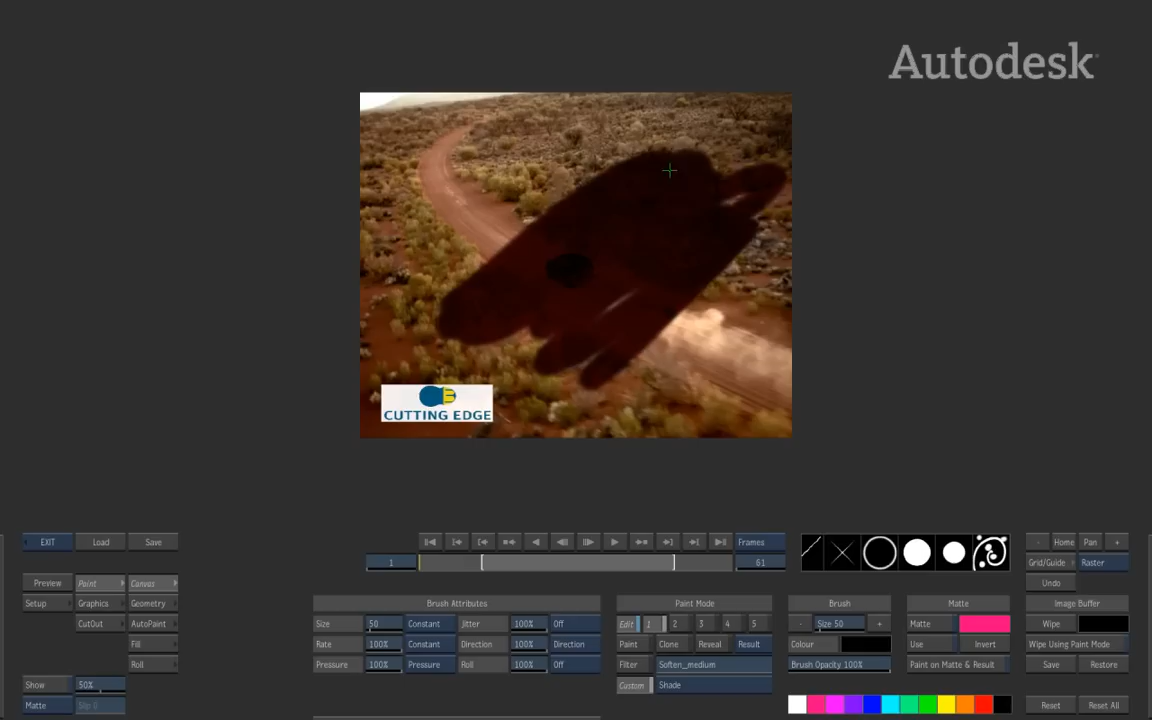 Autodesk
CUTTING EDGE
EXIT Load Save
Frames
1
61
Home Pan
Grid/Guide Raster
Undo
Preview Paint Canvas
Setup Graphics Geometry
CutOut AutoPaint
Fill
Roll
Show 50%
Matte Slip 0
Brush Attributes
Size 50 Constant Jitter 100% Off
Rate 100% Constant Direction 100% Direction
Pressure 100% Pressure Roll 100% Off
Paint Mode
Edit 1 2 3 4 5
Paint Clone Reveal Result
Filter Soften_medium
Custom Shade
Brush
- Size 50 +
Colour
Brush Opacity 100%
Matte
Matte
Use Invert
Paint on Matte & Result
Image Buffer
Wipe
Wipe Using Paint Mode
Save Restore
Reset Reset All